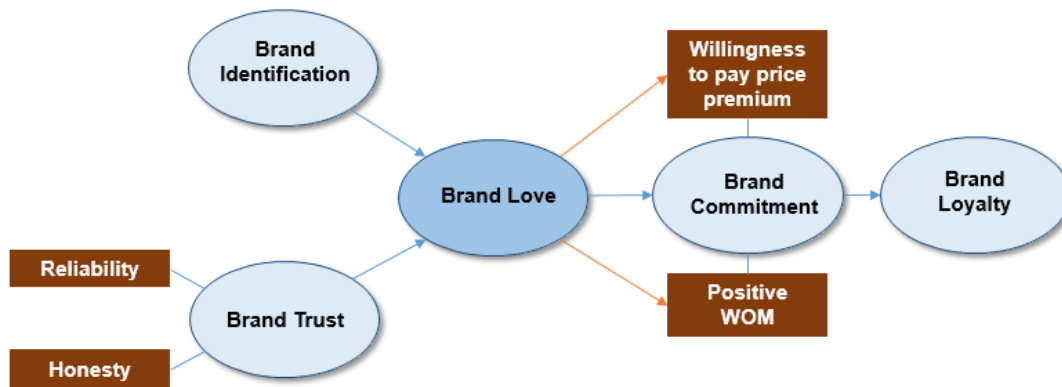 Brand
Identification
Willingness
to pay price
premium
Brand Love
Brand
Commitment
Brand
Loyalty
Reliability
Brand Trust
Honesty
Positive
WOM